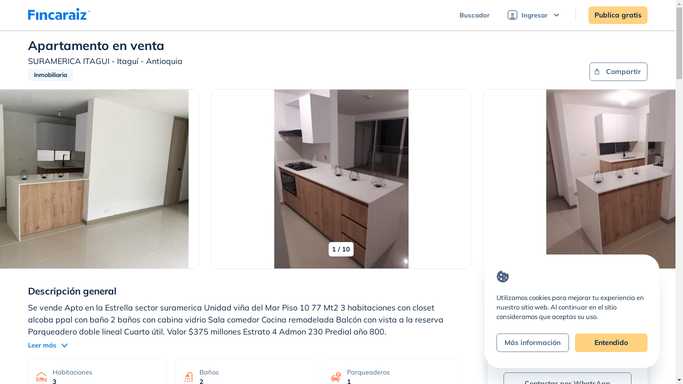 Fincaraiz
Buscador
Ingresar
Publica gratis
Apartamento en venta
SURAMERICA ITAGUI - Itaguí - Antioquia
Inmobiliaria
Compartir
1 / 10
Descripción general
Se vende Apto en la Estrella sector suramerica Unidad viña del Mar Piso 10 77 Mt2 3 habitaciones con closet
alcoba ppal con baño 2 baños con cabina vidrio Sala comedor Cocina remodelada Balcón con vista a la reserva
Parqueadero doble lineal Cuarto útil. Valor $375 millones Estrato 4 Admon 230 Predial año 800.
Leer más
Habitaciones
3
Baños
2
Parqueaderos
1
Utilizamos cookies para mejorar tu experiencia en
nuestro sitio web. Al continuar en el sitio
consideramos que aceptas su uso.
Más información
Entendido
Contactar por WhatsApp